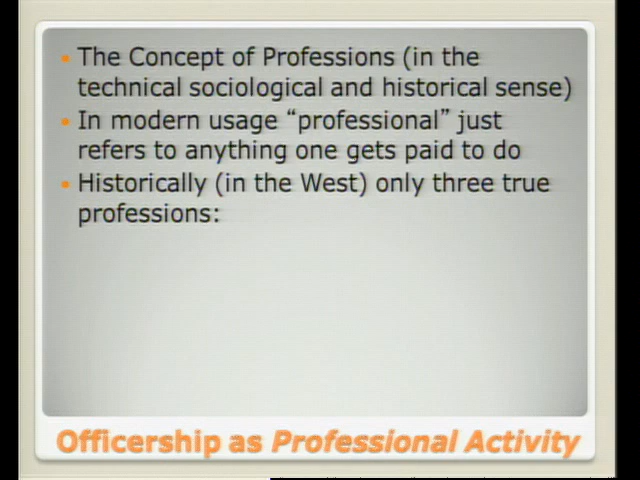 The Concept of Professions (in the
technical sociological and historical sense)
In modern usage “professional” just
refers to anything one gets paid to do
Historically (in the West) only three true
professions:
Officership as Professional Activity